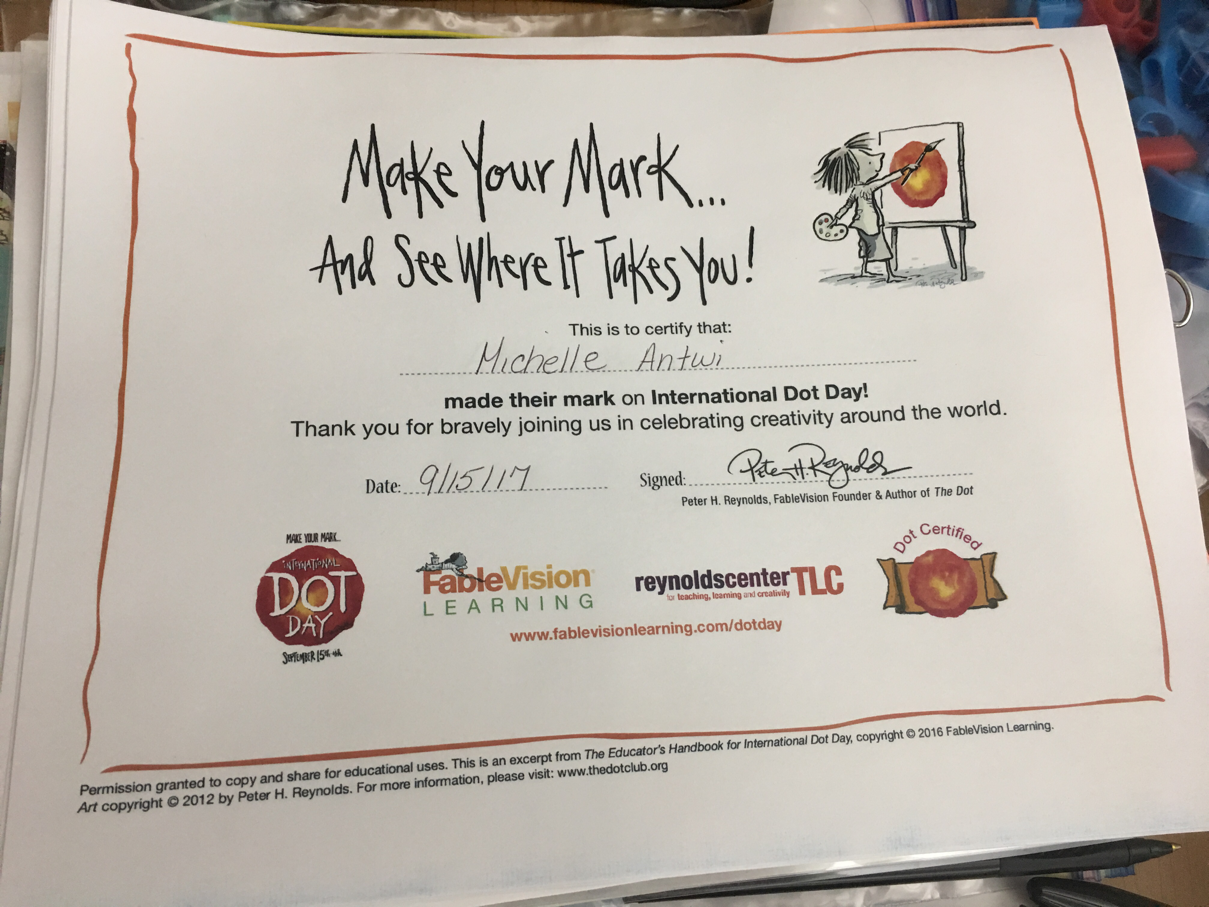 Make Your Mark...
And See Where It Takes You!
This is to certify that:
Michelle Antwi
made their mark on International Dot Day!
Thank you for bravely joining us in celebrating creativity around the world.
Date: 9/15/17
Signed: Peter H Reynolds
Peter H. Reynolds, FableVision Founder & Author of The Dot
MAKE YOUR MARK...
INTERNATIONAL
DOT
DAY
SEPTEMBER 15TH-ISH
FableVision
LEARNING
reynoldscenterTLC
for teaching, learning and creativity
Dot Certified
www.fablevisionlearning.com/dotday
Permission granted to copy and share for educational uses. This is an excerpt from The Educator's Handbook for International Dot Day, copyright © 2016 FableVision Learning.
Art copyright © 2012 by Peter H. Reynolds. For more information, please visit: www.thedotclub.org